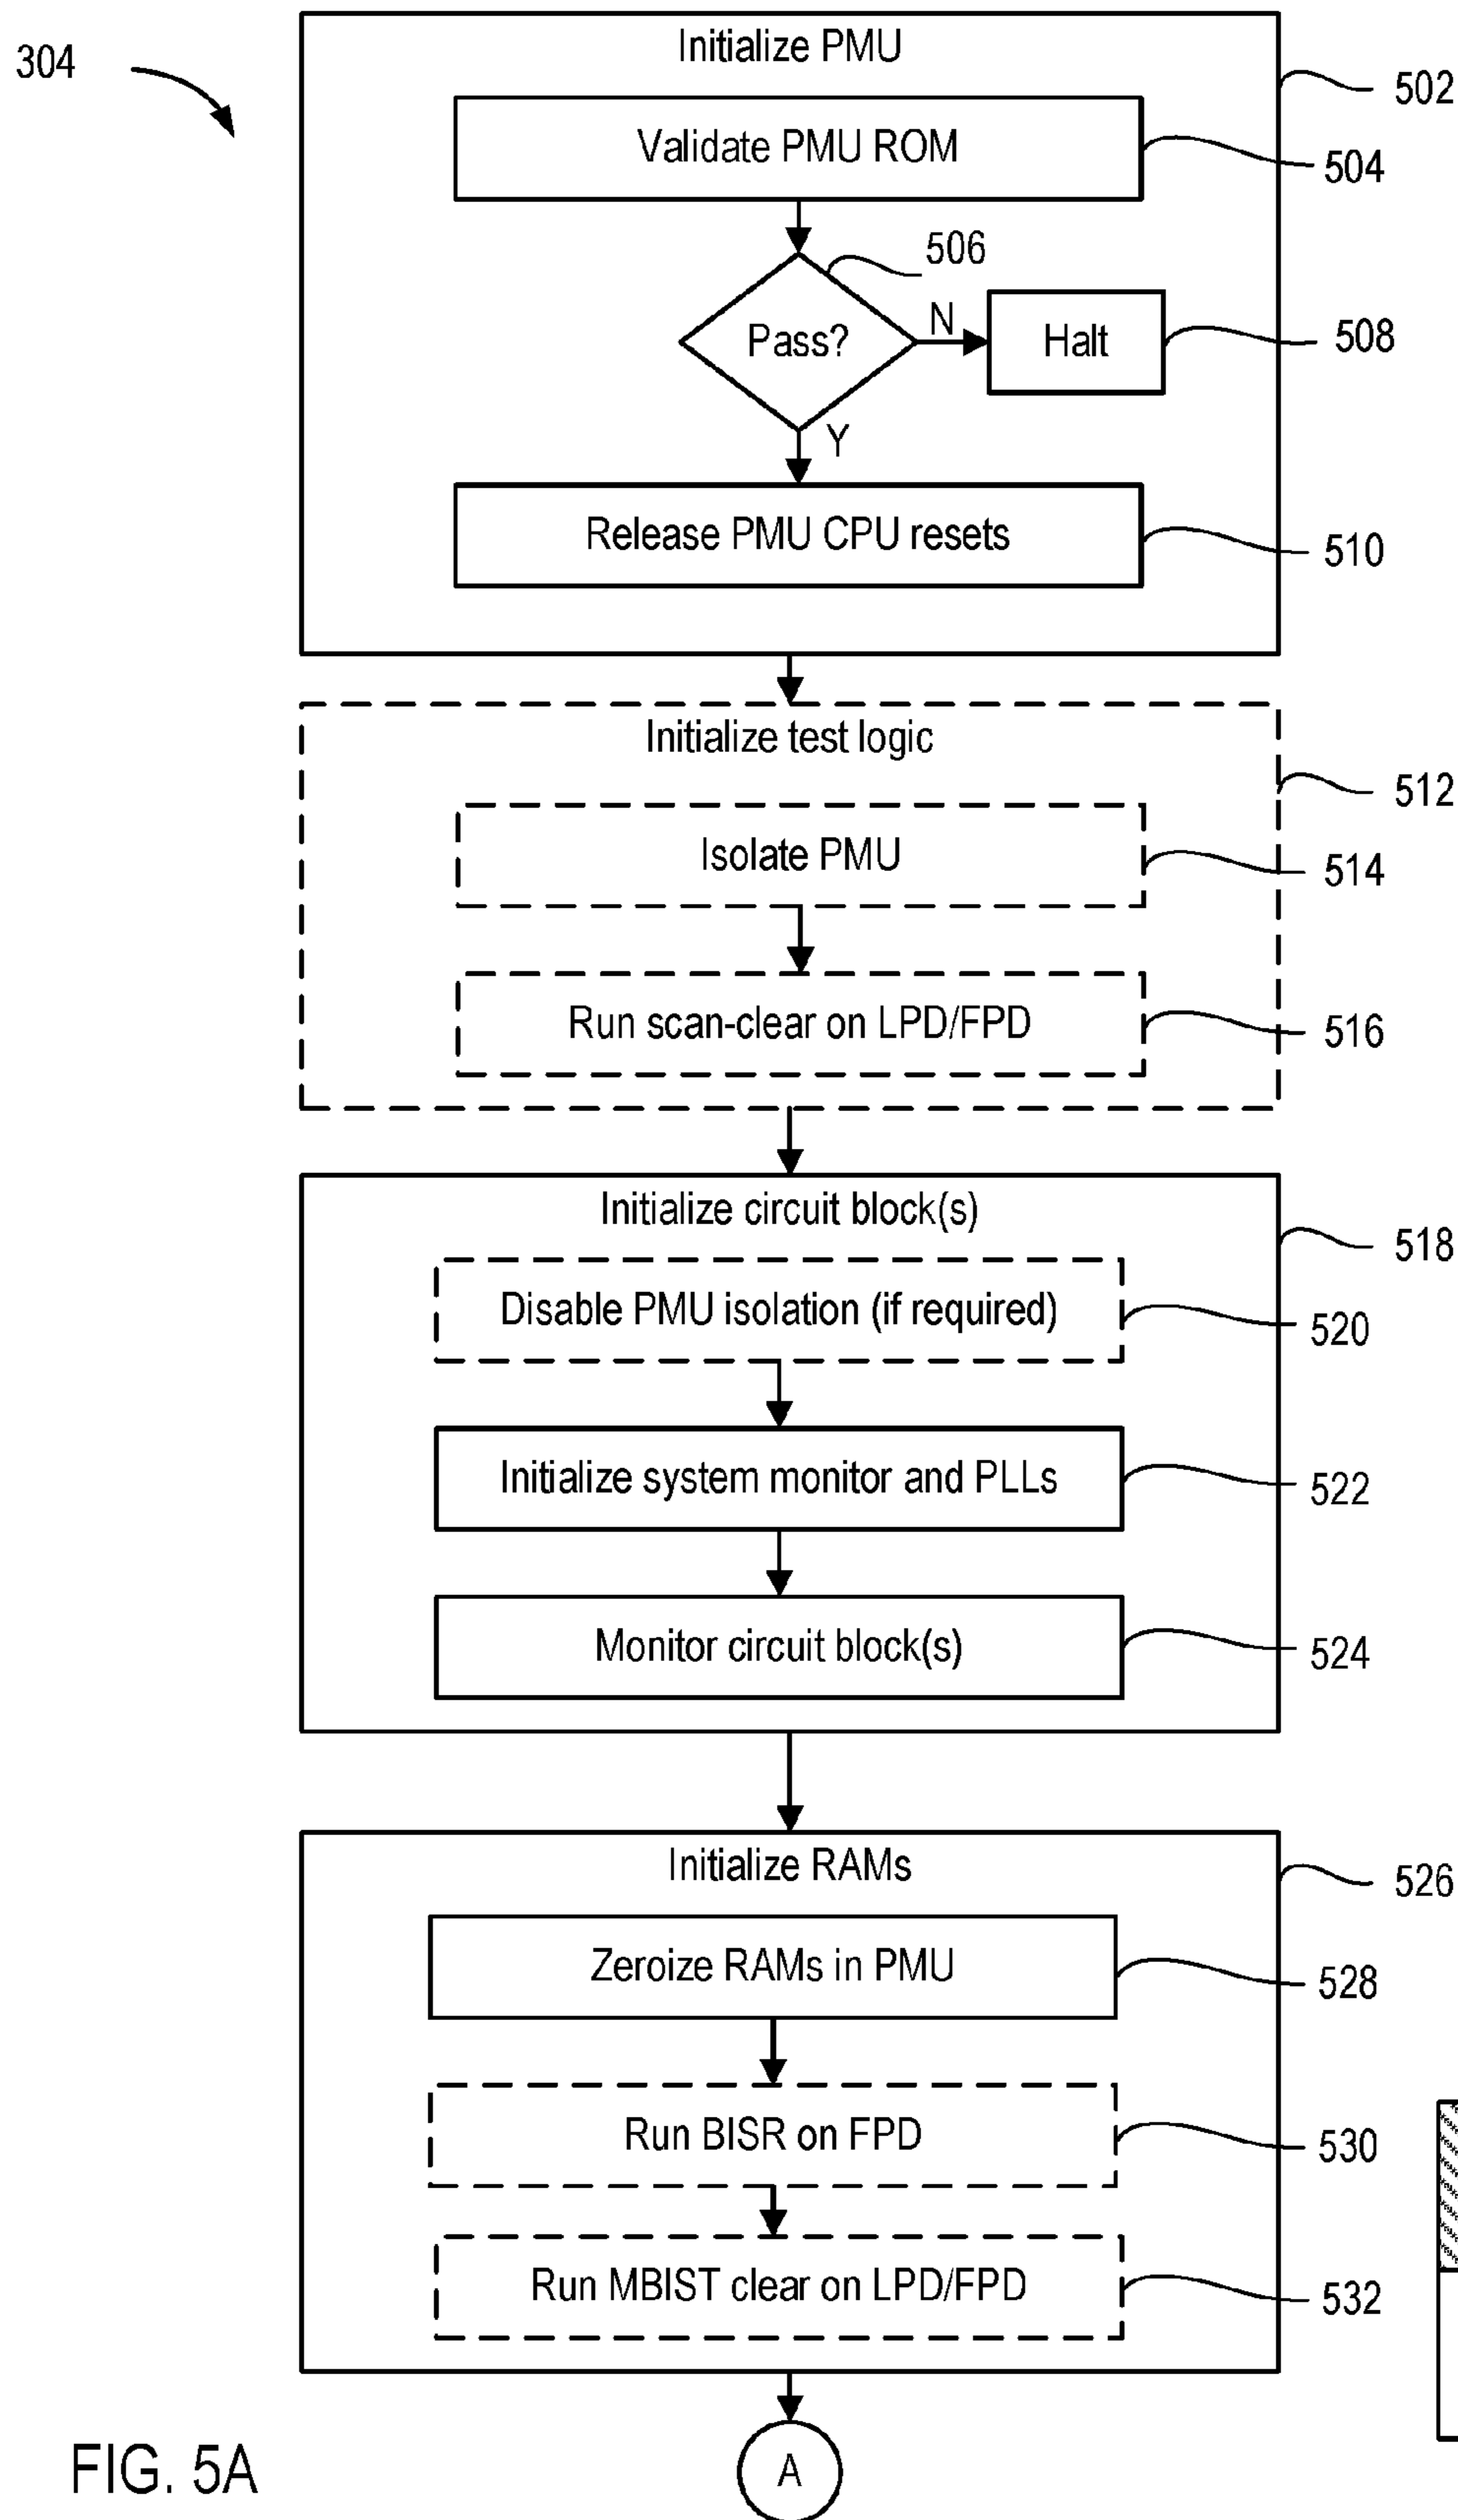 304
Initialize PMU
502
Validate PMU ROM
504
506
Pass?
N
Halt
508
Y
Release PMU CPU resets
510
Initialize test logic
512
Isolate PMU
514
Run scan-clear on LPD/FPD
516
Initialize circuit block(s)
518
Disable PMU isolation (if required)
520
Initialize system monitor and PLLs
522
Monitor circuit block(s)
524
Initialize RAMs
526
Zeroize RAMs in PMU
528
Run BISR on FPD
530
Run MBIST clear on LPD/FPD
532
A
FIG. 5A